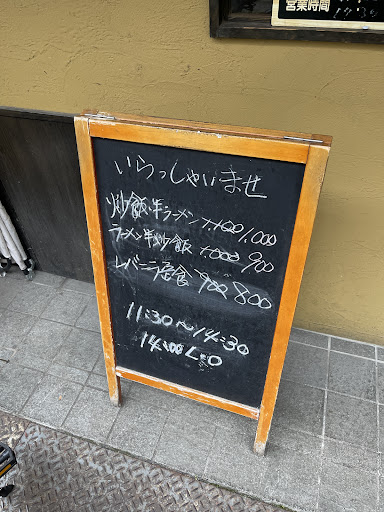 営業時間
いらっしゃいませ
炒飯・半ラーメン 1,100 1,000
ラーメン・半炒飯 1,000 900
レバーニラ定食 900 800
11:30〜14:30
14:00 L・O